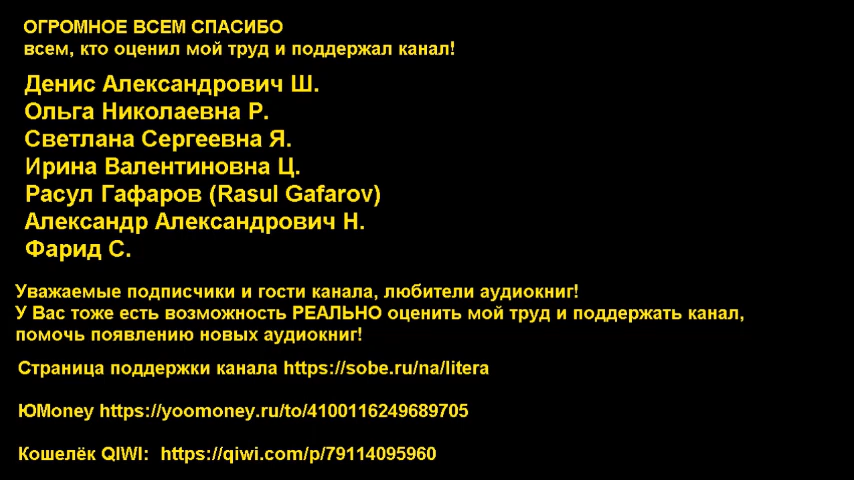 ОГРОМНОЕ ВСЕМ СПАСИБО
всем, кто оценил мой труд и поддержал канал!
Денис Александрович Ш.
Ольга Николаевна Р.
Светлана Сергеевна Я.
Ирина Валентиновна Ц.
Расул Гафаров (Rasul Gafarov)
Александр Александрович Н.
Фарид С.
Уважаемые подписчики и гости канала, любители аудиокниг!
У Вас тоже есть возможность РЕАЛЬНО оценить мой труд и поддержать канал,
помочь появлению новых аудиокниг!
Страница поддержки канала https://sobe.ru/na/litera
ЮMoney https://yoomoney.ru/to/4100116249689705
Кошелёк QIWI: https://qiwi.com/p/79114095960